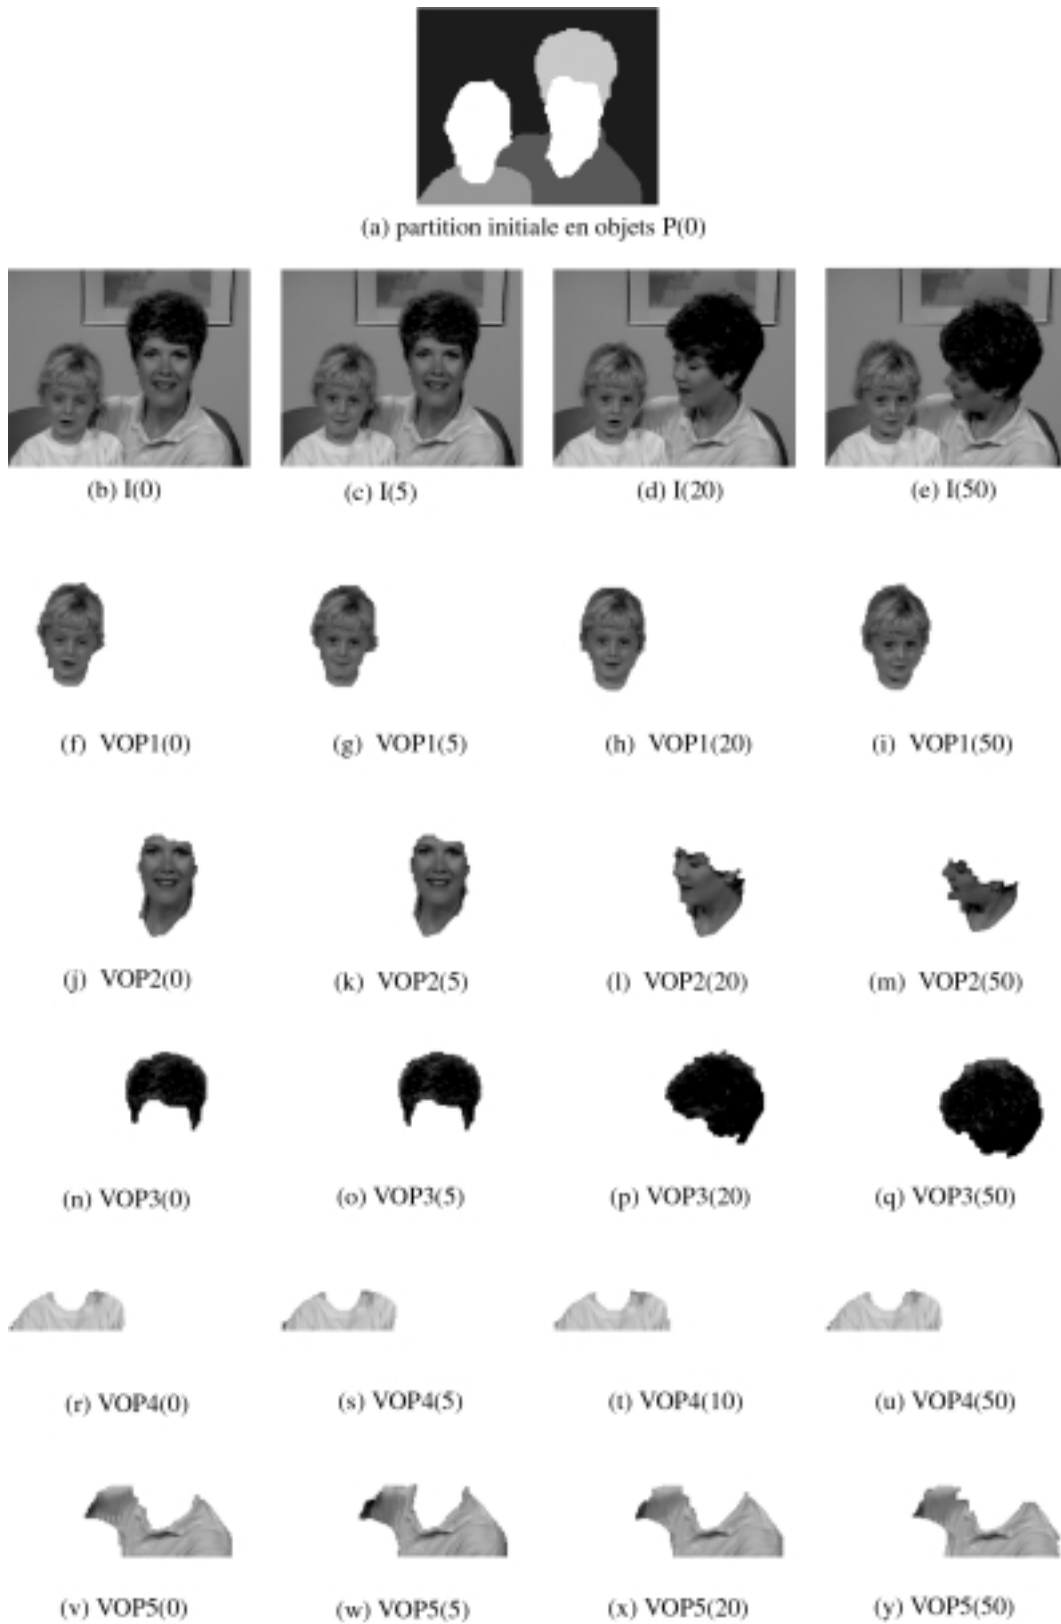 (a) partition initiale en objets P(0)
(b) I(0) (c) I(5) (d) I(20) (e) I(50)
(f) VOP1(0) (g) VOP1(5) (h) VOP1(20) (i) VOP1(50)
(j) VOP2(0) (k) VOP2(5) (l) VOP2(20) (m) VOP2(50)
(n) VOP3(0) (o) VOP3(5) (p) VOP3(20) (q) VOP3(50)
(r) VOP4(0) (s) VOP4(5) (t) VOP4(10) (u) VOP4(50)
(v) VOP5(0) (w) VOP5(5) (x) VOP5(20) (y) VOP5(50)